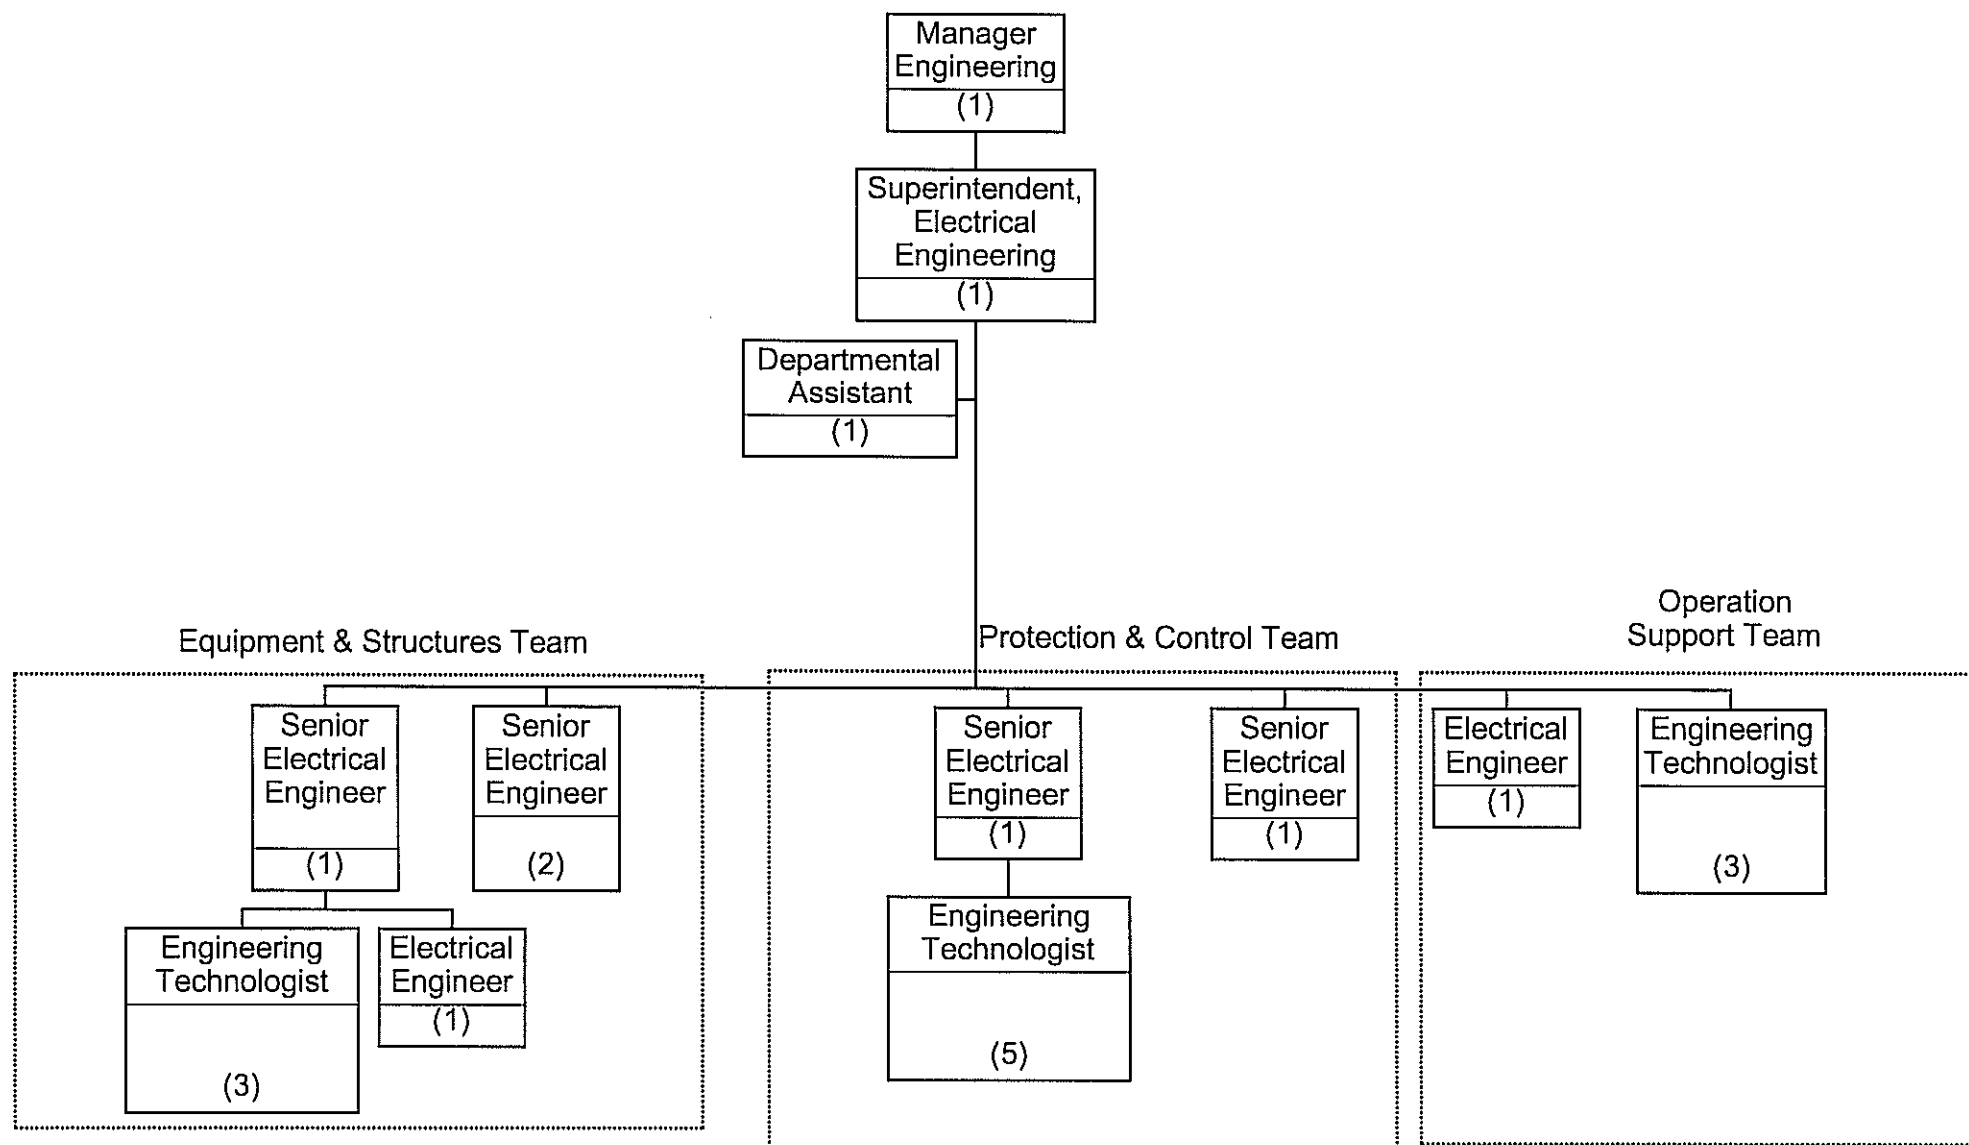 Manager
Engineering
(1)
Superintendent,
Electrical
Engineering
(1)
Departmental
Assistant
(1)
Equipment & Structures Team
Protection & Control Team
Operation
Support Team
Senior
Electrical
Engineer
(1)
Senior
Electrical
Engineer
(2)
Engineering
Technologist
(3)
Electrical
Engineer
(1)
Senior
Electrical
Engineer
(1)
Engineering
Technologist
(5)
Senior
Electrical
Engineer
(1)
Electrical
Engineer
(1)
Engineering
Technologist
(3)